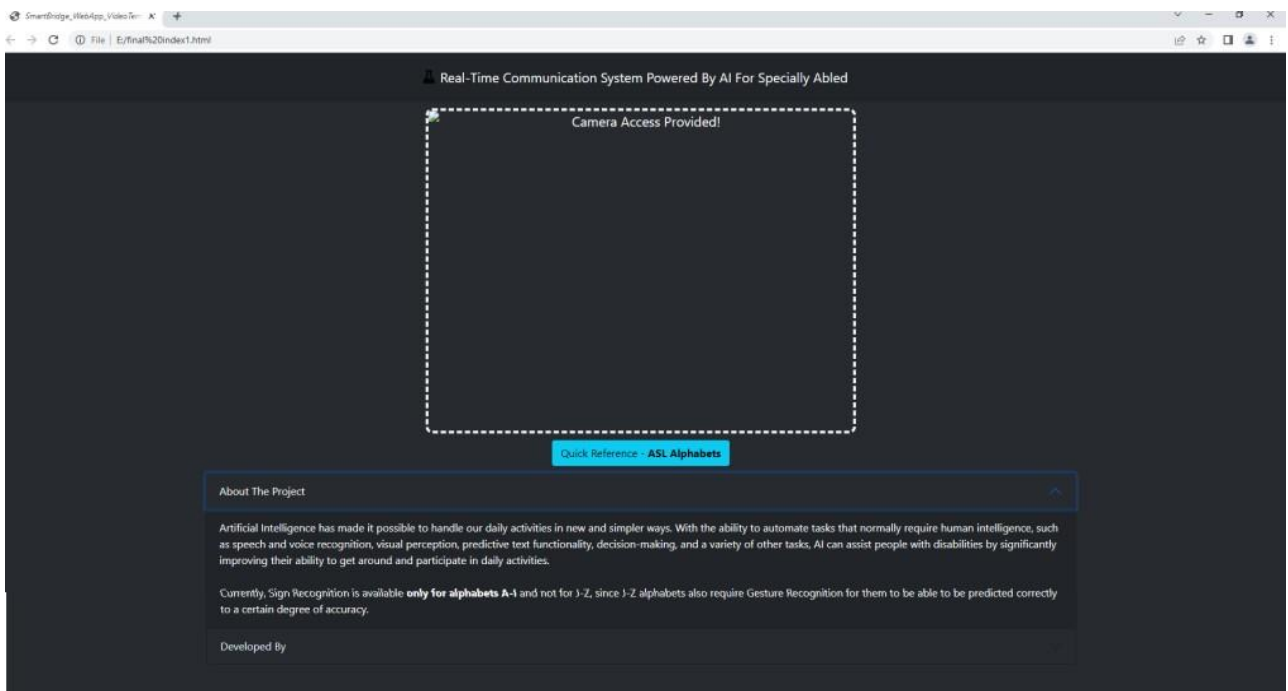 SmartBridge_WebApp_VideoTem
File | E:/final%20index1.html
Real-Time Communication System Powered By AI For Specially Abled
Camera Access Provided!
Quick Reference - ASL Alphabets
About The Project
Artificial Intelligence has made it possible to handle our daily activities in new and simpler ways. With the ability to automate tasks that normally require human intelligence, such
as speech and voice recognition, visual perception, predictive text functionality, decision-making, and a variety of other tasks, AI can assist people with disabilities by significantly
improving their ability to get around and participate in daily activities.
Currently, Sign Recognition is available only for alphabets A-I and not for J-Z, since J-Z alphabets also require Gesture Recognition for them to be able to be predicted correctly
to a certain degree of accuracy.
Developed By